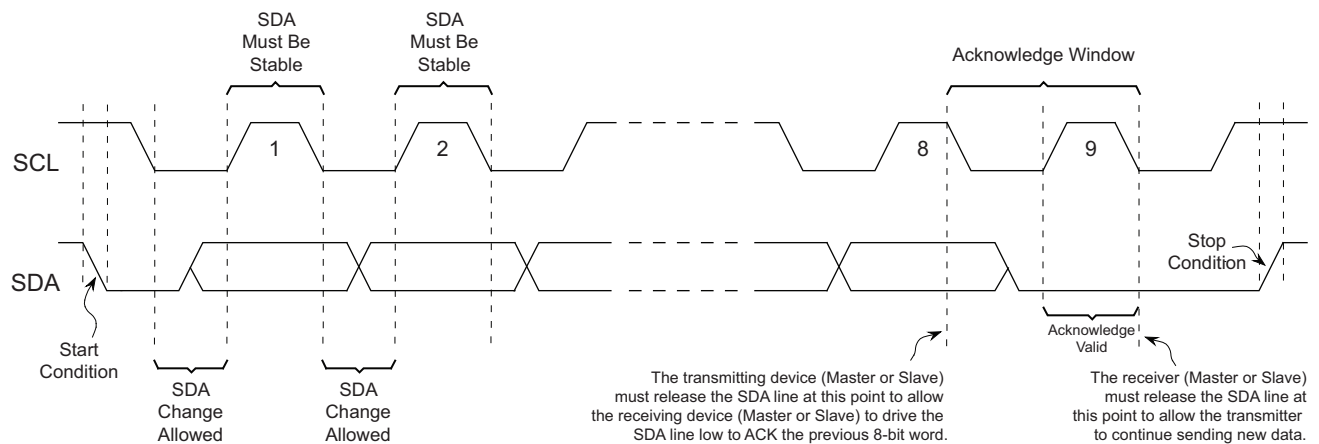 SDA
Must Be
Stable
SDA
Must Be
Stable
Acknowledge Window
SCL
1
2
8
9
SDA
Stop
Condition
Start
Condition
Acknowledge
Valid
SDA
Change
Allowed
SDA
Change
Allowed
The transmitting device (Master or Slave)
must release the SDA line at this point to allow
the receiving device (Master or Slave) to drive the
SDA line low to ACK the previous 8-bit word.
The receiver (Master or Slave)
must release the SDA line at
this point to allow the transmitter
to continue sending new data.